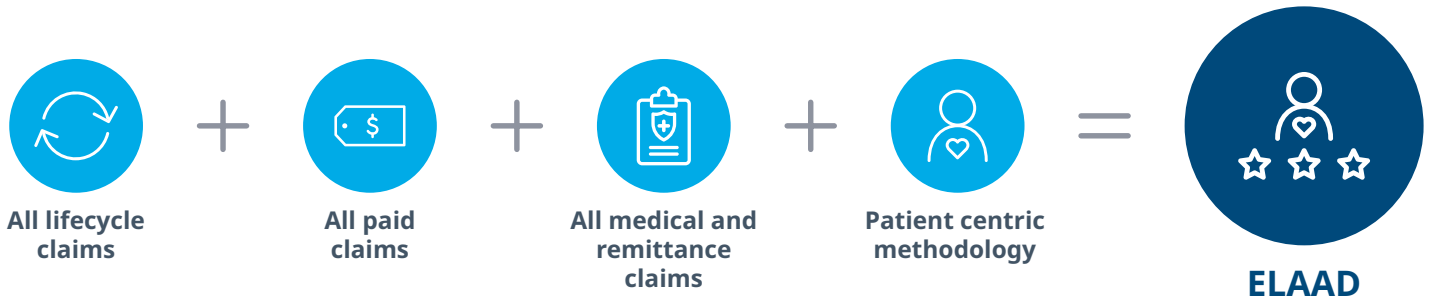 $
All lifecycle
claims
All paid
claims
All medical and
remittance
claims
Patient centric
methodology
ELAAD